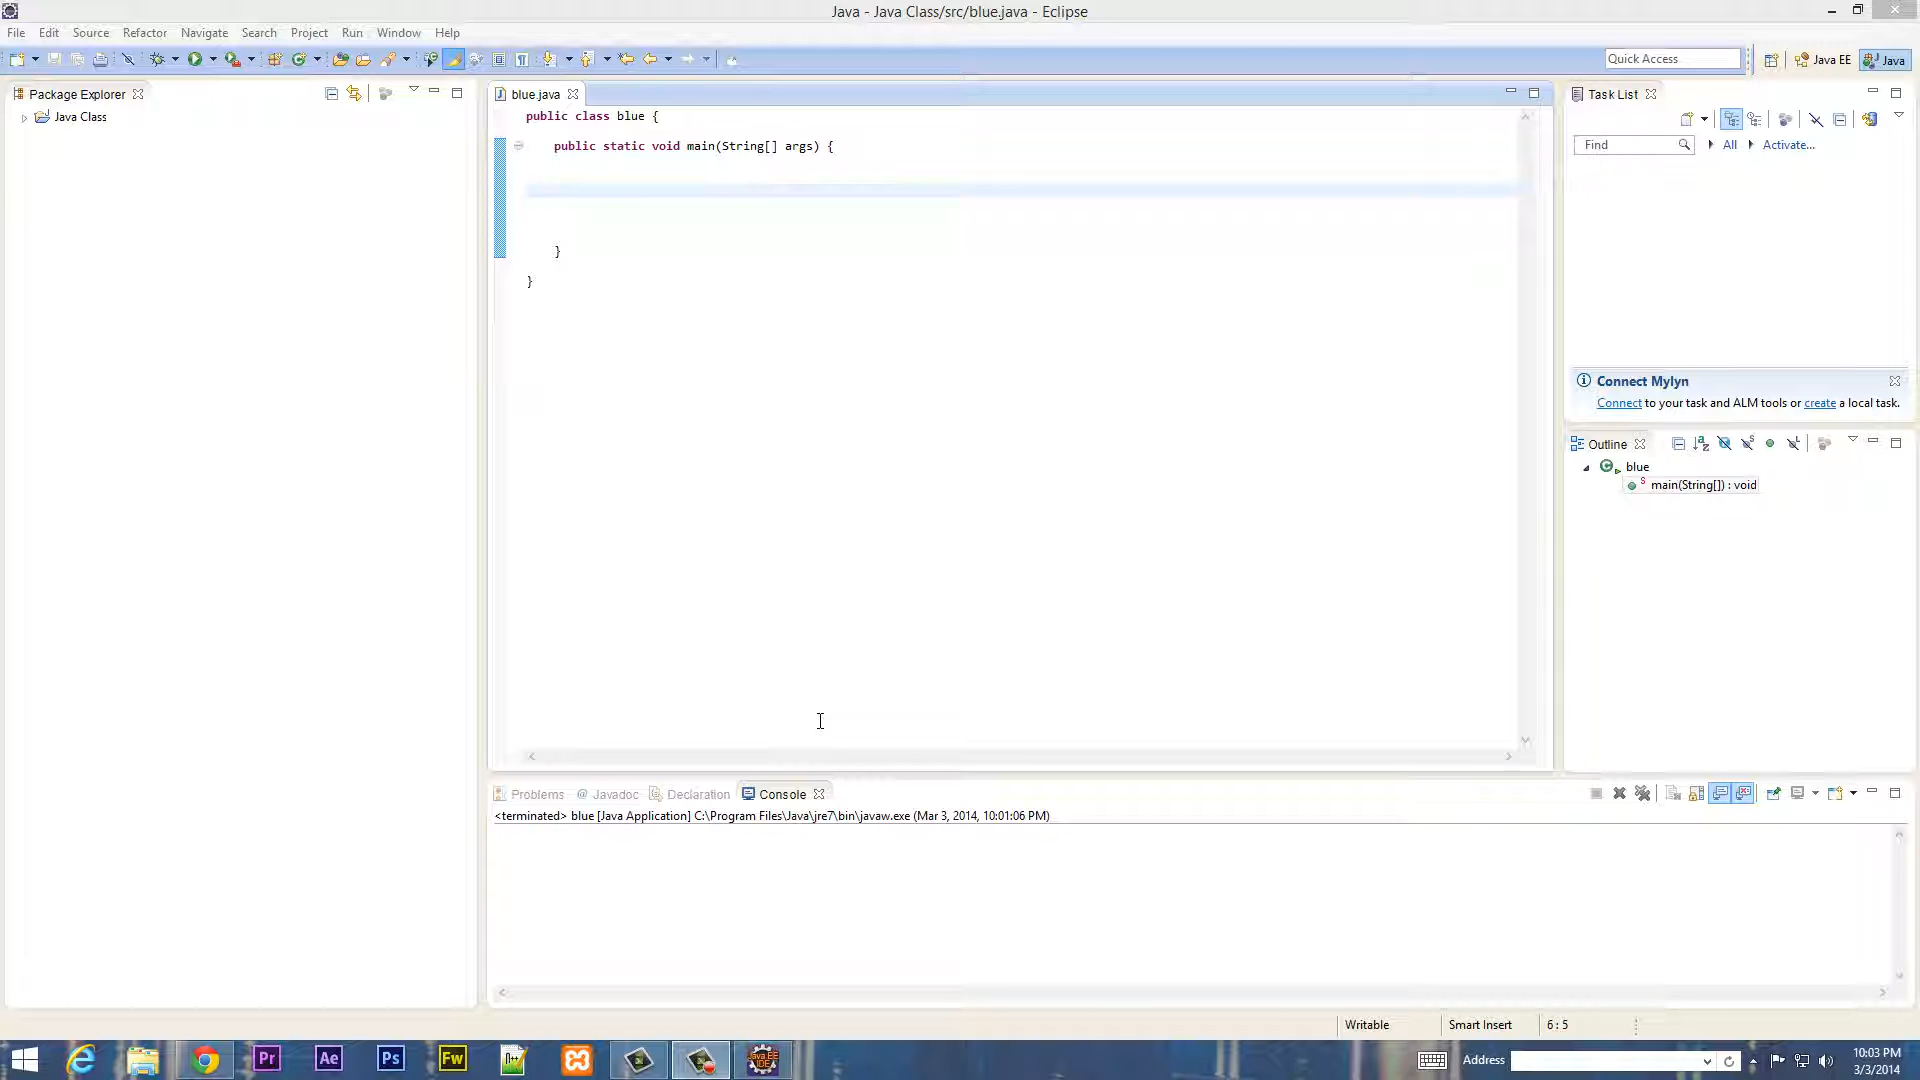 Java - Java Class/src/blue.java - Eclipse
File Edit Source Refactor Navigate Search Project Run Window Help
Quick Access
Java EE
Java
Package Explorer
Java Class
blue.java
public class blue {
public static void main(String[] args) {
}
}
Task List
Find
All
Activate...
Connect Mylyn
Connect to your task and ALM tools or create a local task.
Outline
blue
main(String[]) : void
Problems
@ Javadoc
Declaration
Console
<terminated> blue [Java Application] C:\Program Files\Java\jre7\bin\javaw.exe (Mar 3, 2014, 10:01:06 PM)
Writable
Smart Insert
6 : 5
Pr
Ae
Ps
Fw
Java EE
IDE
Address
10:03 PM
3/3/2014